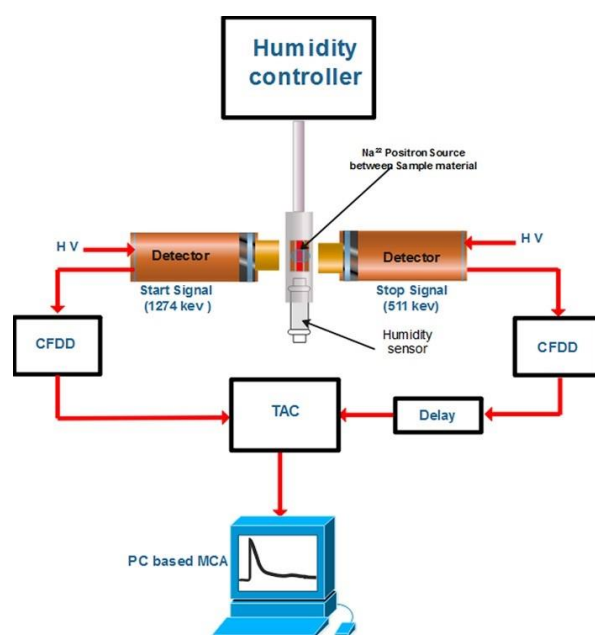 Humidity
controller
Na²² Positron Source
between Sample material
H V
Detector
Start Signal
(1274 kev )
Detector
H V
Stop Signal
(511 kev)
Humidity
sensor
CFDD
CFDD
TAC
Delay
PC based MCA